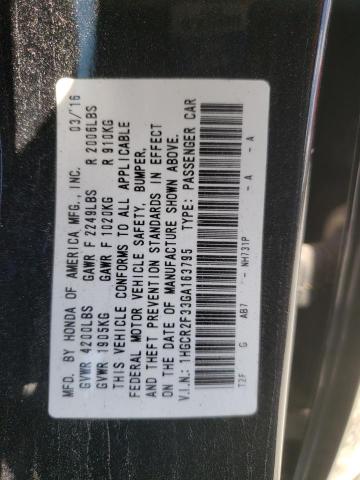 MFD. BY HONDA OF AMERICA MFG., INC. 03/16
GVWR 4200LBS GAWR F 2249LBS R 2006LBS
GVWR 1905KG GAWR F 1020KG R 910KG
THIS VEHICLE CONFORMS TO ALL APPLICABLE
FEDERAL MOTOR VEHICLE SAFETY, BUMPER,
AND THEFT PREVENTION STANDARDS IN EFFECT
ON THE DATE OF MANUFACTURE SHOWN ABOVE.
V.I.N.: 1HGCR2F33GA163795 TYPE: PASSENGER CAR
T2F G AB7 NH731P - A - A